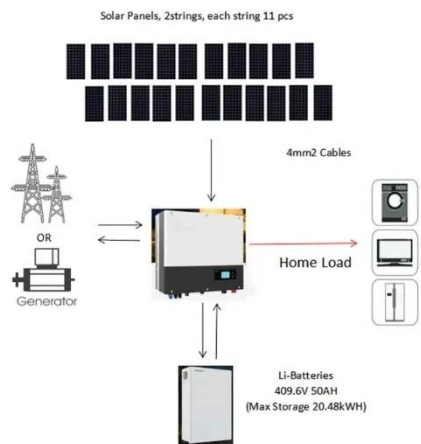 Solar Panels, 2strings, each string 11 pcs
4mm2 Cables
OR
Home Load
Generator
Li-Batteries
409.6V 50AH
(Max Storage 20.48kWH)